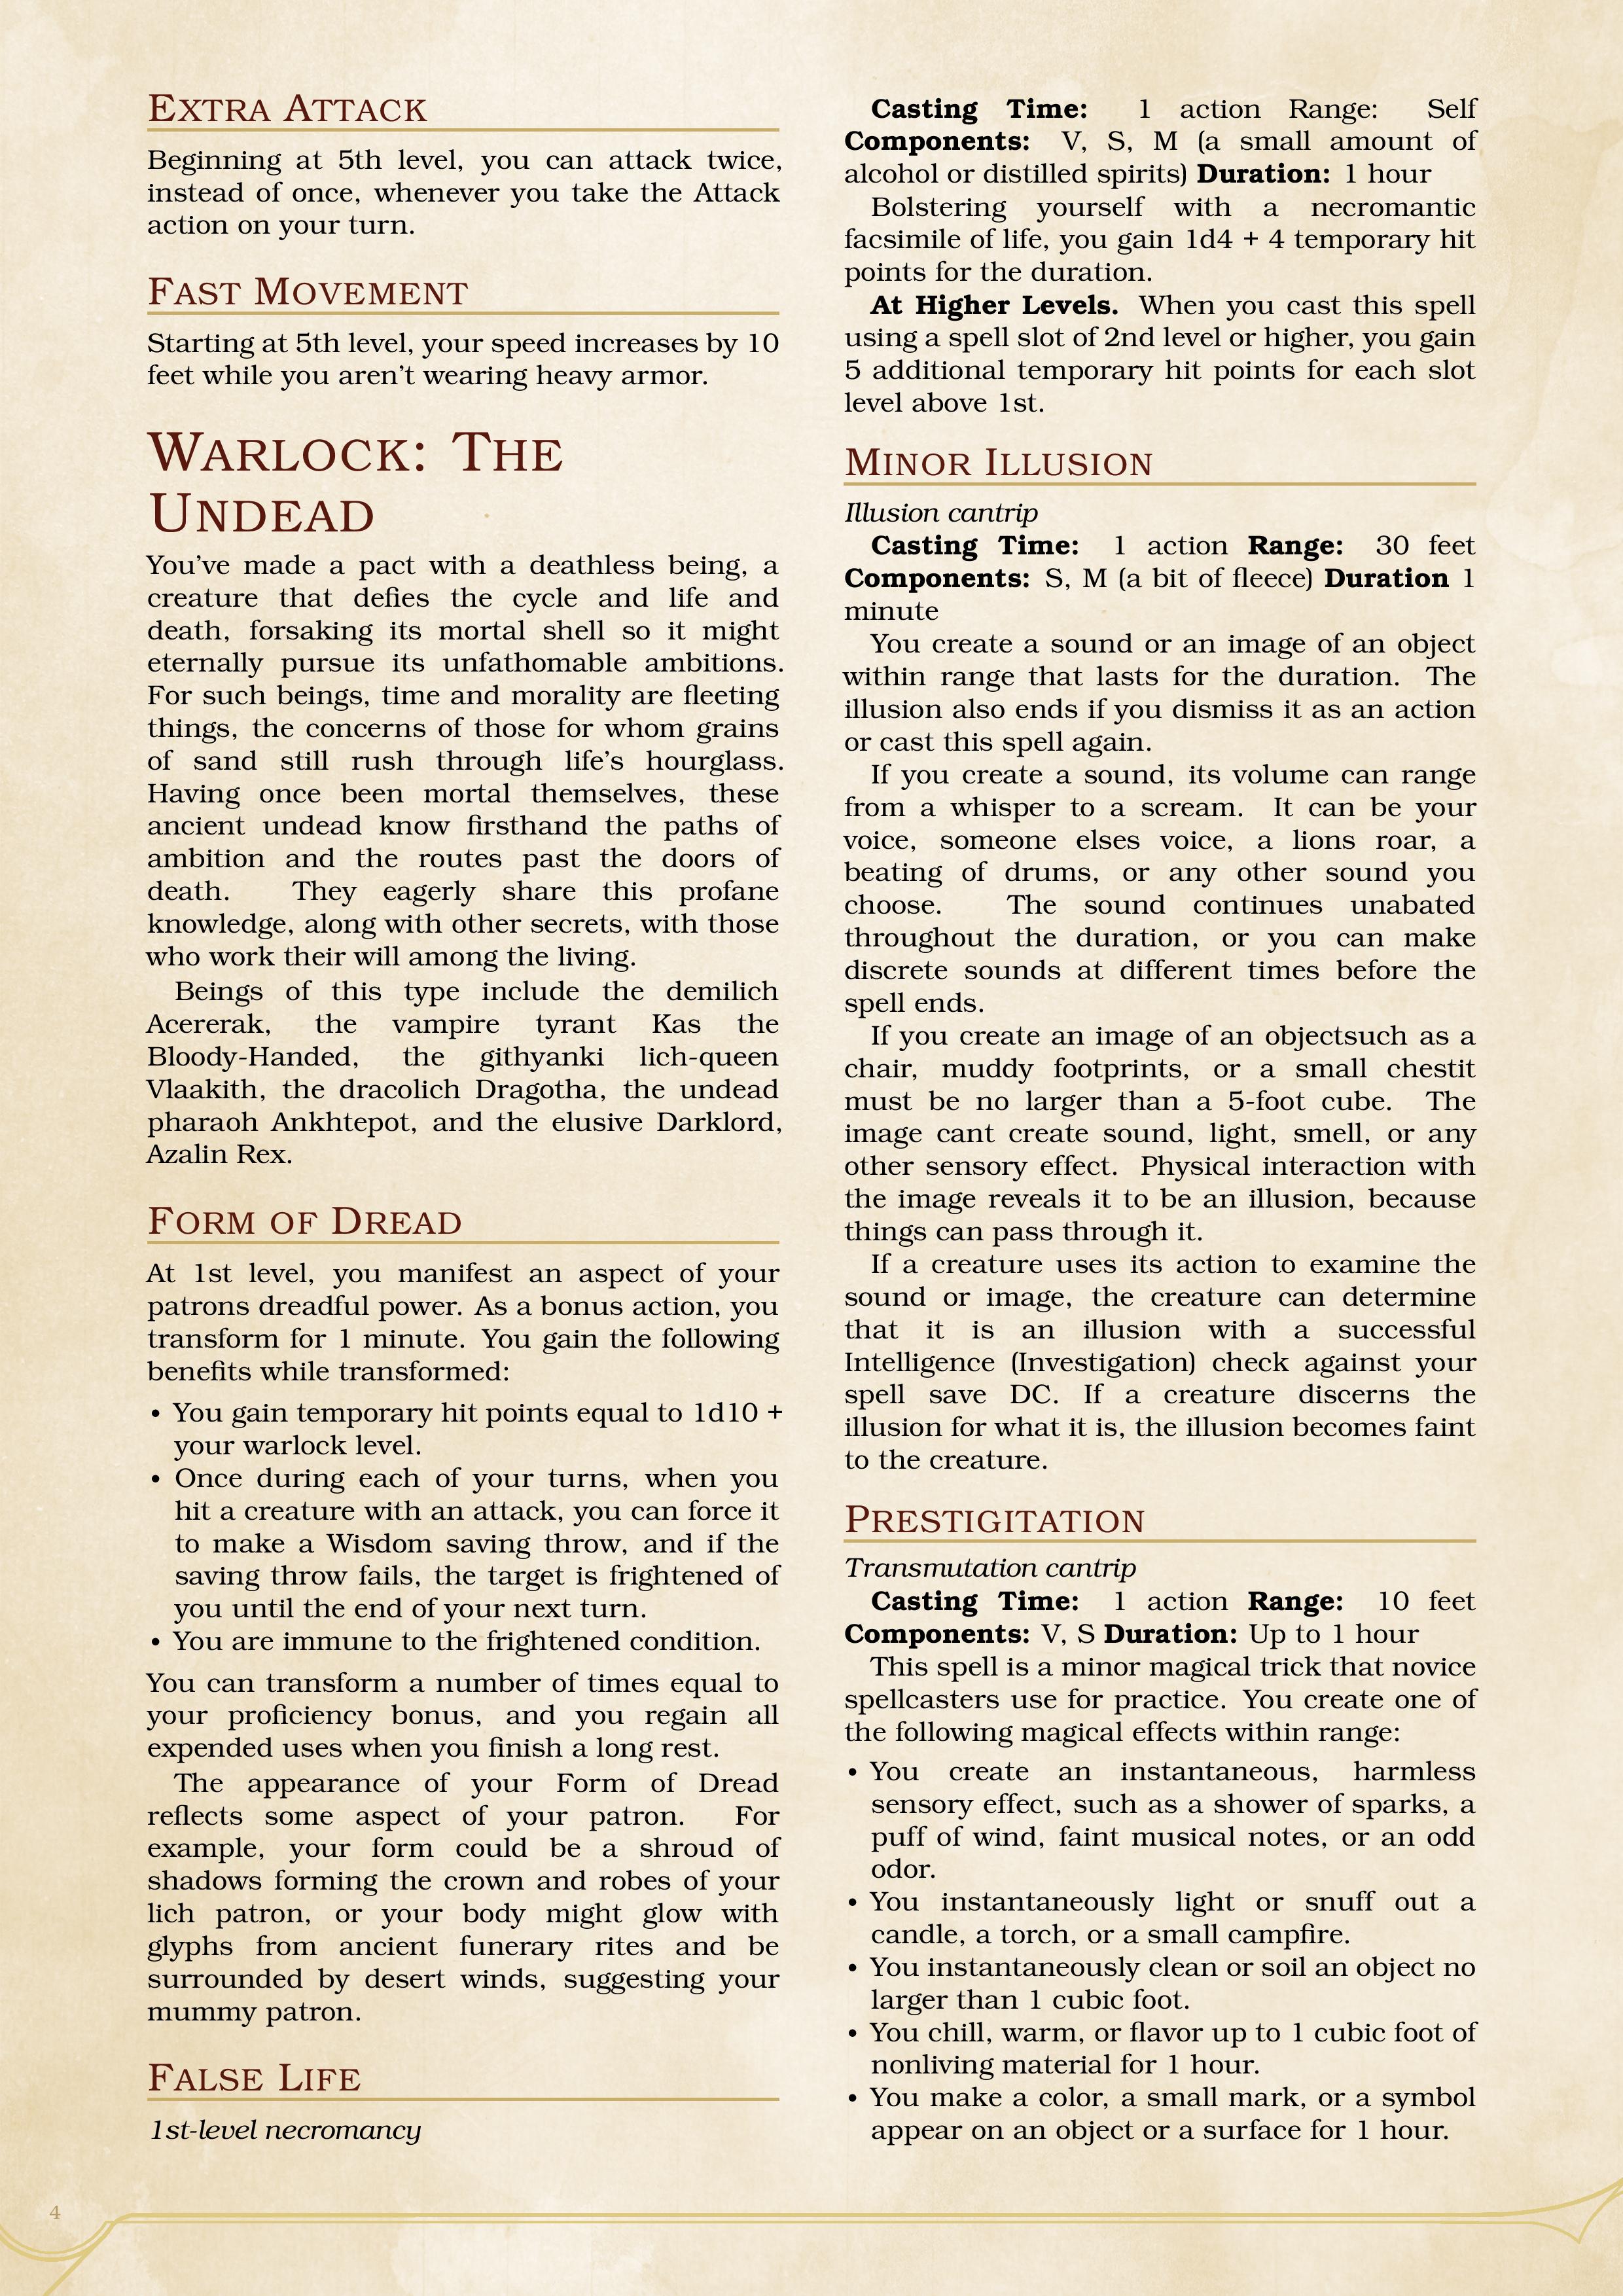 Extra Attack
Beginning at 5th level, you can attack twice,
instead of once, whenever you take the Attack
action on your turn.
Fast Movement
Starting at 5th level, your speed increases by 10
feet while you aren't wearing heavy armor.
Warlock: The
Undead
You've made a pact with a deathless being, a
creature that defies the cycle and life and
death, forsaking its mortal shell so it might
eternally pursue its unfathomable ambitions.
For such beings, time and morality are fleeting
things, the concerns of those for whom grains
of sand still rush through life's hourglass.
Having once been mortal themselves, these
ancient undead know firsthand the paths of
ambition and the routes past the doors of
death. They eagerly share this profane
knowledge, along with other secrets, with those
who work their will among the living.
Beings of this type include the demilich
Acererak, the vampire tyrant Kas the
Bloody-Handed, the githyanki lich-queen
Vlaakith, the dracolich Dragotha, the undead
pharaoh Ankhtepot, and the elusive Darklord,
Azalin Rex.
Form of Dread
At 1st level, you manifest an aspect of your
patrons dreadful power. As a bonus action, you
transform for 1 minute. You gain the following
benefits while transformed:
• You gain temporary hit points equal to 1d10 +
your warlock level.
• Once during each of your turns, when you
hit a creature with an attack, you can force it
to make a Wisdom saving throw, and if the
saving throw fails, the target is frightened of
you until the end of your next turn.
• You are immune to the frightened condition.
You can transform a number of times equal to
your proficiency bonus, and you regain all
expended uses when you finish a long rest.
The appearance of your Form of Dread
reflects some aspect of your patron. For
example, your form could be a shroud of
shadows forming the crown and robes of your
lich patron, or your body might glow with
glyphs from ancient funerary rites and be
surrounded by desert winds, suggesting your
mummy patron.
False Life
1st-level necromancy
Casting Time: 1 action Range: Self
Components: V, S, M (a small amount of
alcohol or distilled spirits) Duration: 1 hour
Bolstering yourself with a necromantic
facsimile of life, you gain 1d4 + 4 temporary hit
points for the duration.
At Higher Levels. When you cast this spell
using a spell slot of 2nd level or higher, you gain
5 additional temporary hit points for each slot
level above 1st.
Minor Illusion
Illusion cantrip
Casting Time: 1 action Range: 30 feet
Components: S, M (a bit of fleece) Duration 1
minute
You create a sound or an image of an object
within range that lasts for the duration. The
illusion also ends if you dismiss it as an action
or cast this spell again.
If you create a sound, its volume can range
from a whisper to a scream. It can be your
voice, someone elses voice, a lions roar, a
beating of drums, or any other sound you
choose. The sound continues unabated
throughout the duration, or you can make
discrete sounds at different times before the
spell ends.
If you create an image of an objectsuch as a
chair, muddy footprints, or a small chestit
must be no larger than a 5-foot cube. The
image cant create sound, light, smell, or any
other sensory effect. Physical interaction with
the image reveals it to be an illusion, because
things can pass through it.
If a creature uses its action to examine the
sound or image, the creature can determine
that it is an illusion with a successful
Intelligence (Investigation) check against your
spell save DC. If a creature discerns the
illusion for what it is, the illusion becomes faint
to the creature.
Prestigitation
Transmutation cantrip
Casting Time: 1 action Range: 10 feet
Components: V, S Duration: Up to 1 hour
This spell is a minor magical trick that novice
spellcasters use for practice. You create one of
the following magical effects within range:
• You create an instantaneous, harmless
sensory effect, such as a shower of sparks, a
puff of wind, faint musical notes, or an odd
odor.
• You instantaneously light or snuff out a
candle, a torch, or a small campfire.
• You instantaneously clean or soil an object no
larger than 1 cubic foot.
• You chill, warm, or flavor up to 1 cubic foot of
nonliving material for 1 hour.
• You make a color, a small mark, or a symbol
appear on an object or a surface for 1 hour.
4